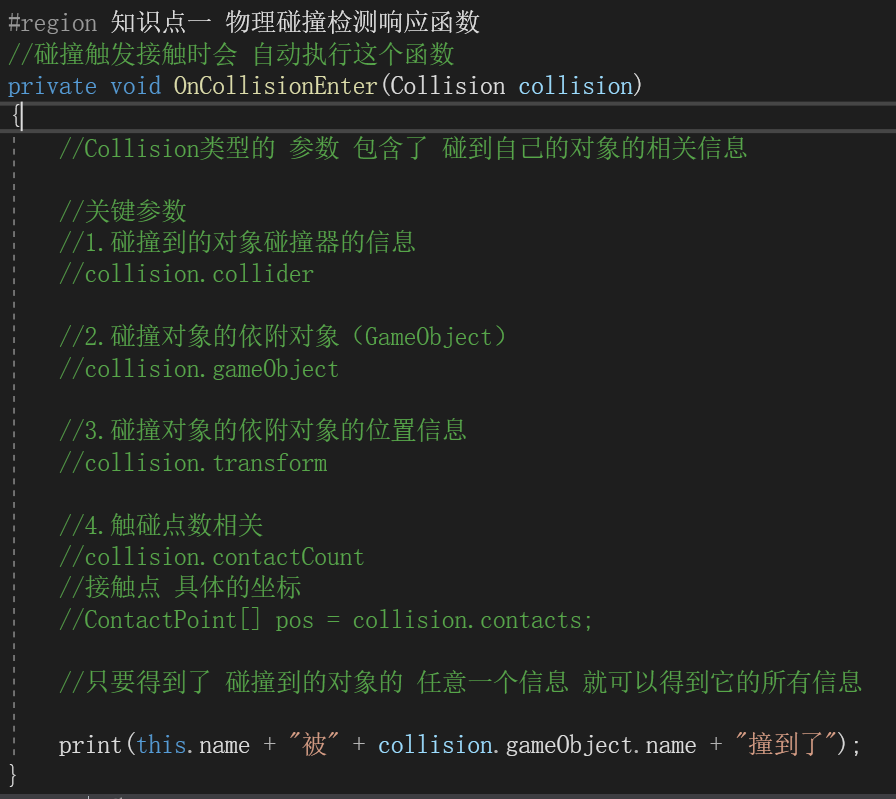 #region 知识点一 物理碰撞检测响应函数
//碰撞触发接触时会 自动执行这个函数
private void OnCollisionEnter(Collision collision)
{
//Collision类型的 参数 包含了 碰到自己的对象的相关信息
//关键参数
//1.碰撞到的对象碰撞器的信息
//collision.collider
//2.碰撞对象的依附对象（GameObject）
//collision.gameObject
//3.碰撞对象的依附对象的位置信息
//collision.transform
//4.触碰点数相关
//collision.contactCount
//接触点 具体的坐标
//ContactPoint[] pos = collision.contacts;
//只要得到了 碰撞到的对象的 任意一个信息 就可以得到它的所有信息
print(this.name + "被" + collision.gameObject.name + "撞到了");
}